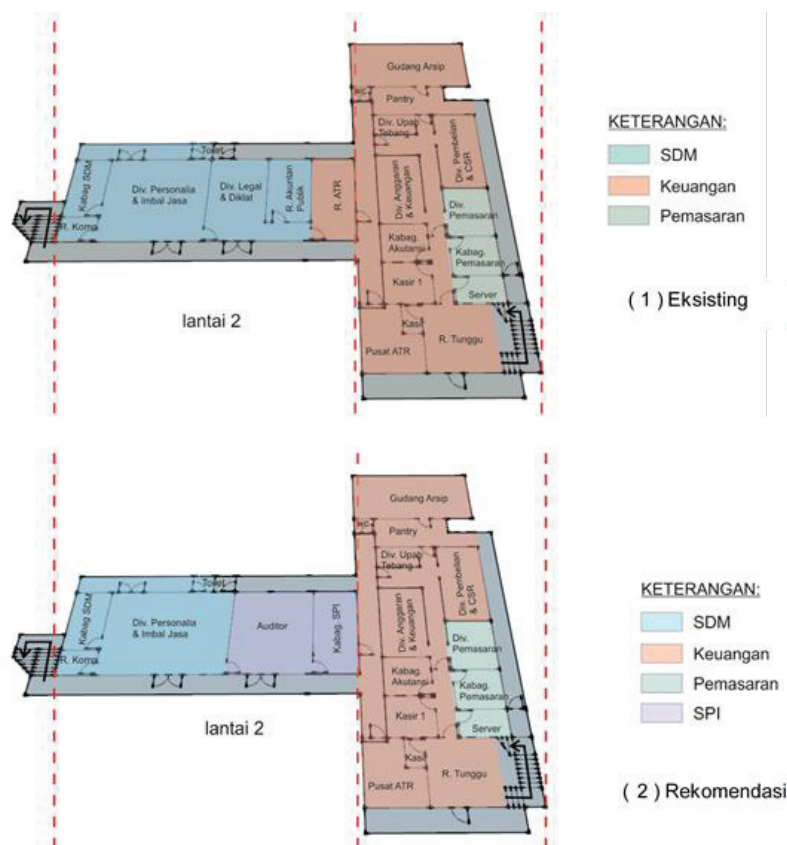 Gudang Arsip
WC
Pantry
Div. Upah
Tebang
Div. Pembelian
& CSR
KETERANGAN:
SDM
Keuangan
Pemasaran
Toilet
Kabag SDM
Div. Personalia
& Imbal Jasa
Div. Legal
& Diklat
R. Akuntan
Publik
R. ATR
Div. Anggaran
& Keuangan
Div.
Pemasaran
R. Koma
Kabag.
Akutansi
Kabag.
Pemasaran
Kasir 1
Server
( 1 ) Eksisting
lantai 2
Kasir
Pusat ATR
R. Tunggu
Gudang Arsip
WC
Pantry
Div. Upah
Tebang
Div. Pembelian
& CSR
KETERANGAN:
SDM
Keuangan
Pemasaran
SPI
Toilet
Kabag SDM
Div. Personalia
& Imbal Jasa
Auditor
Kabag. SPI
Div. Anggaran
& Keuangan
Div.
Pemasaran
R. Koma
Kabag.
Akutansi
Kabag.
Pemasaran
Kasir 1
Server
lantai 2
Kasir
Pusat ATR
R. Tunggu
( 2 ) Rekomendasi